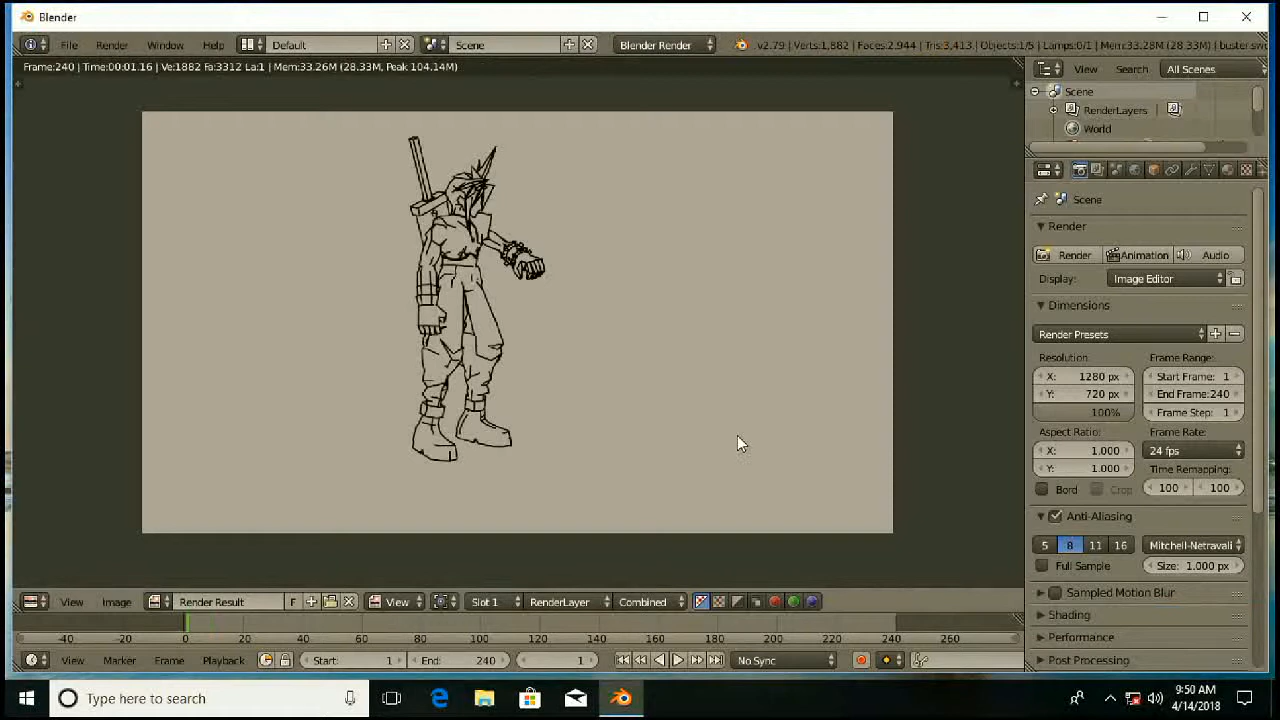 Blender
File Render Window Help Default Scene Blender Render v2.79 | Verts:1,882 | Faces:2,944 | Tris:3,413 | Objects:1/5 | Lamps:0/1 | Mem:33.28M (28.33M) | buster
Frame:240 | Time:00:01.16 | Ve:1882 Fa:3312 La:1 | Mem:33.26M (28.33M, Peak 104.14M)
View Search All Scenes
Scene
RenderLayers
World
Scene
Render
Render Animation Audio
Display: Image Editor
Dimensions
Render Presets
Resolution: Frame Range:
X: 1280 px Start Frame: 1
Y: 720 px End Frame:240
100% Frame Step: 1
Aspect Ratio: Frame Rate:
X: 1.000 24 fps
Y: 1.000 Time Remapping:
Bord Crop 100 100
Anti-Aliasing
5 8 11 16 Mitchell-Netravali
Full Sample Size: 1.000 px
Sampled Motion Blur
Shading
Performance
Post Processing
View Image Render Result F View Slot 1 RenderLayer Combined
-40 -20 0 20 40 60 80 100 120 140 160 180 200 220 240 260
View Marker Frame Playback Start: 1 End: 240 1 No Sync
Type here to search
9:50 AM
4/14/2018